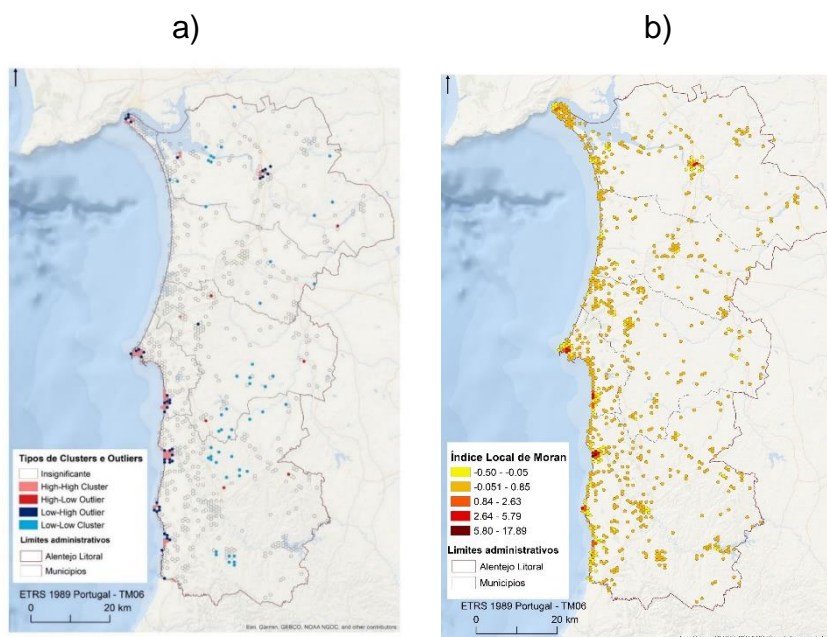 a)
b)
Tipos de Clusters e Outliers
Insignificante
High-High Cluster
High-Low Outlier
Low-High Outlier
Low-Low Cluster
Limites administrativos
Alentejo Litoral
Municípios
ETRS 1989 Portugal - TM06
0 20 km
Esri, Garmin, GEBCO, NOAA NGDC, and other contributors
Índice Local de Moran
-0.50 - -0.05
-0.051 - 0.85
0.84 - 2.63
2.64 - 5.79
5.80 - 17.89
Limites administrativos
Alentejo Litoral
Municípios
ETRS 1989 Portugal - TM06
0 20 km